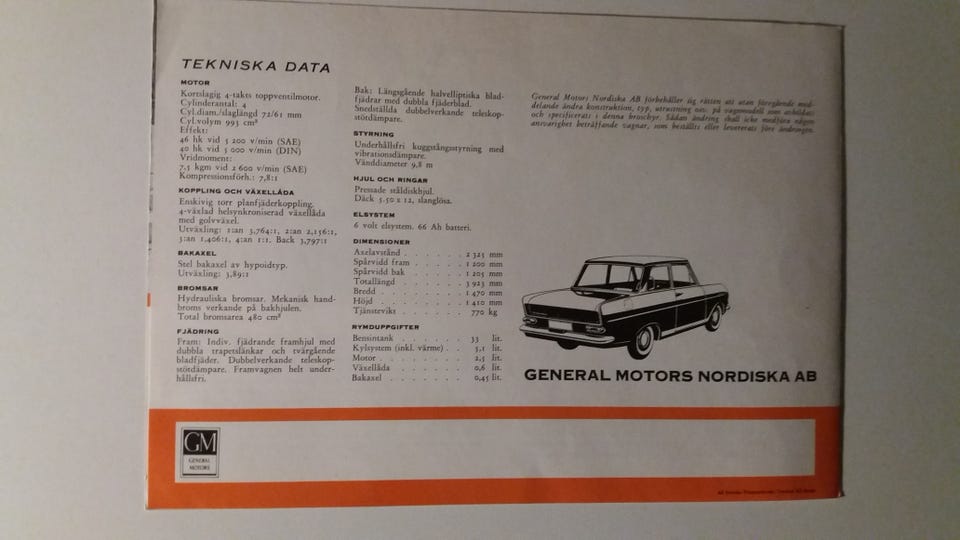 TEKNISKA DATA
MOTOR
Kortslagig 4-takts toppventilmotor.
Cylinderantal: 4
Cyl.diam./slaglängd 72/61 mm
Cyl.volym 993 cm³
Effekt:
46 hk vid 5 200 v/min (SAE)
40 hk vid 5 000 v/min (DIN)
Vridmoment:
7,5 kgm vid 2 600 v/min (SAE)
Kompressionsförh.: 7,8:1
KOPPLING OCH VÄXELLÅDA
Enskivig torr planfjäderkoppling.
4-växlad helsynkroniserad växellåda
med golvväxel.
Utväxling: 1:an 3,764:1, 2:an 2,156:1,
3:an 1,406:1, 4:an 1:1. Back 3,797:1
BAKAXEL
Stel bakaxel av hypoidtyp.
Utväxling: 3,89:1
BROMSAR
Hydrauliska bromsar. Mekanisk hand-
broms verkande på bakhjulen.
Total bromsarea 480 cm²
FJÄDRING
Fram: Indiv. fjädrande framhjul med
dubbla trapetslänkar och tvärgående
bladfjäder. Dubbelverkande teleskop-
stötdämpare. Framvagnen helt under-
hållsfri.
Bak: Längsgående halvelliptiska blad-
fjädrar med dubbla fjäderblad.
Snedställda dubbelverkande teleskop-
stötdämpare.
STYRNING
Underhållsfri kuggstångsstyrning med
vibrationsdämpare.
Vänddiameter 9,8 m
HJUL OCH RINGAR
Pressade ståldiskhjul.
Däck 5.50 x 12, slanglösa.
ELSYSTEM
6 volt elsystem. 66 Ah batteri.
DIMENSIONER
Axelavstånd . . . . . . 2 325 mm
Spårvidd fram . . . . . 1 200 mm
Spårvidd bak . . . . . 1 205 mm
Totallängd . . . . . . 3 923 mm
Bredd . . . . . . . . 1 470 mm
Höjd . . . . . . . . 1 410 mm
Tjänstevikt . . . . . . 770 kg
RYMDUPPGIFTER
Bensintank . . . . . . 33 lit.
Kylsystem (inkl. värme) . . 5,1 lit.
Motor . . . . . . . . 2,5 lit.
Växellåda . . . . . . 0,6 lit.
Bakaxel . . . . . . . 0,45 lit.
General Motors Nordiska AB förbehåller sig rätten att utan föregående med-
delande ändra konstruktion, typ, utrustning osv. på vagnmodell som avbildats
och specificerats i denna broschyr. Sådan ändring skall icke medföra någon
ansvarighet beträffande vagnar, som beställts eller levererats före ändringen.
GENERAL MOTORS NORDISKA AB
GM
GENERAL
MOTORS